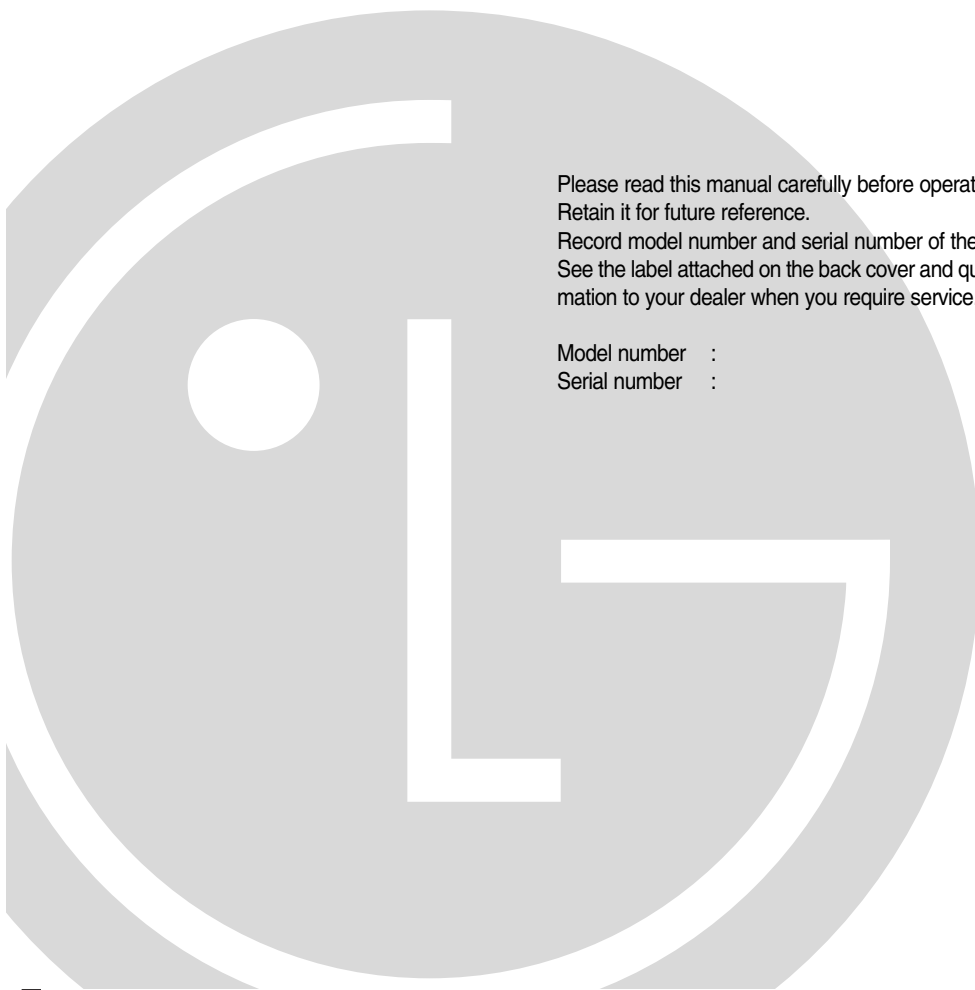 Please read this manual carefully before operat
Retain it for future reference.
Record model number and serial number of the
See the label attached on the back cover and qu
mation to your dealer when you require service
Model number :
Serial number :